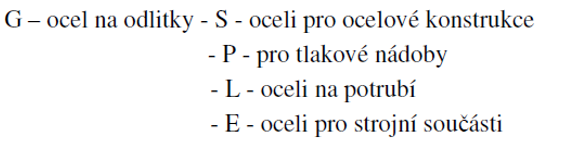 G – ocel na odlitky - S - oceli pro ocelové konstrukce
- P - pro tlakové nádoby
- L - oceli na potrubí
- E - oceli pro strojní součásti